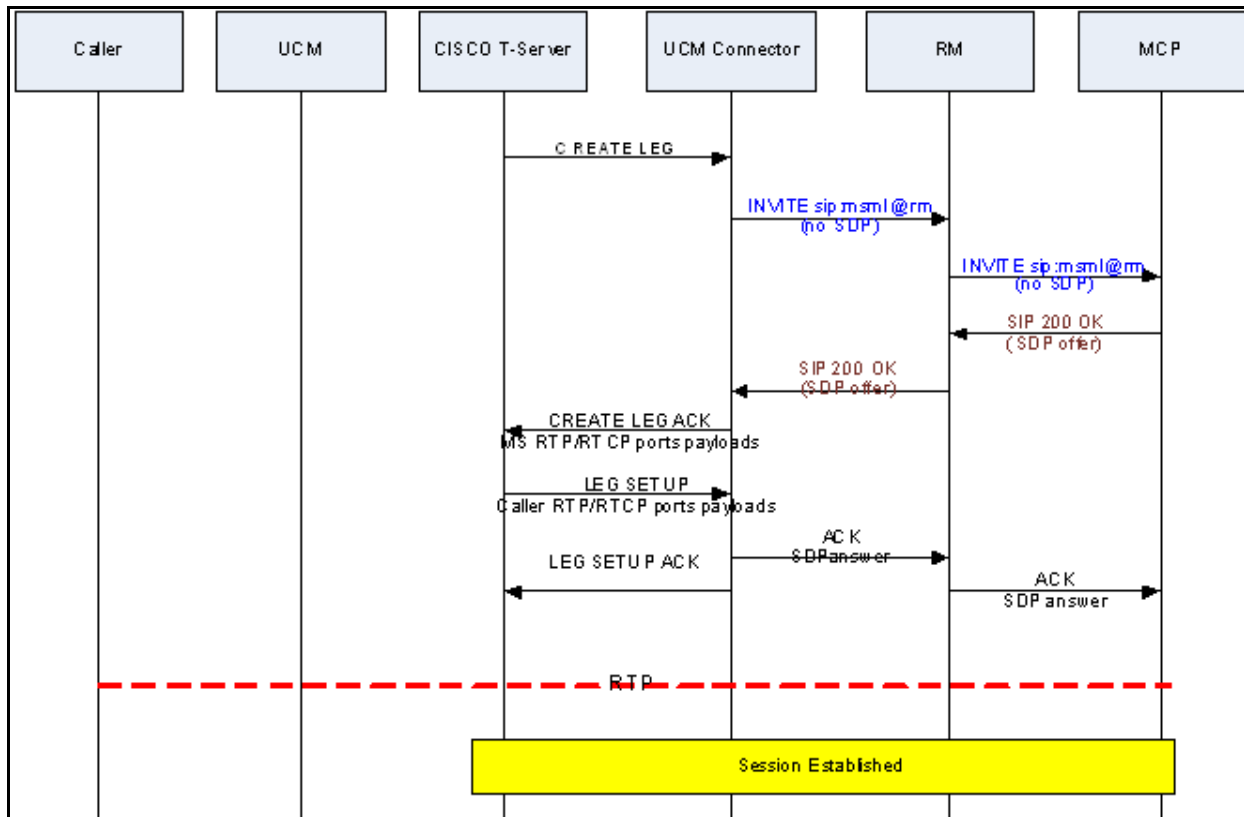 Caller
UCM
CISCO T-Server
UCM Connector
RM
MCP
CREATE LEG
INVITE sip:msml@rm
(no SDP)
INVITE sip:msml@rm
(no SDP)
SIP 200 OK
(SDP offer)
SIP 200 OK
(SDP offer)
CREATE LEG ACK
MS RTP/RTCP ports payloads
LEG SETUP
Caller RTP/RTCP ports payloads
ACK
SDP answer
LEG SETUP ACK
ACK
SDP answer
RTP
Session Established